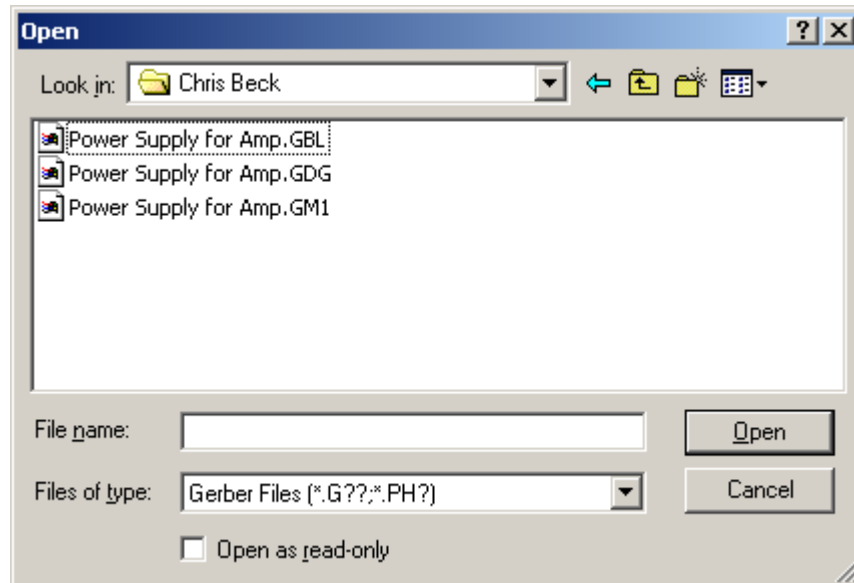 Open
Look in: Chris Beck
Power Supply for Amp.GBL
Power Supply for Amp.GDG
Power Supply for Amp.GM1
File name: Open
Files of type: Gerber Files (*.G??;*.PH?) Cancel
Open as read-only